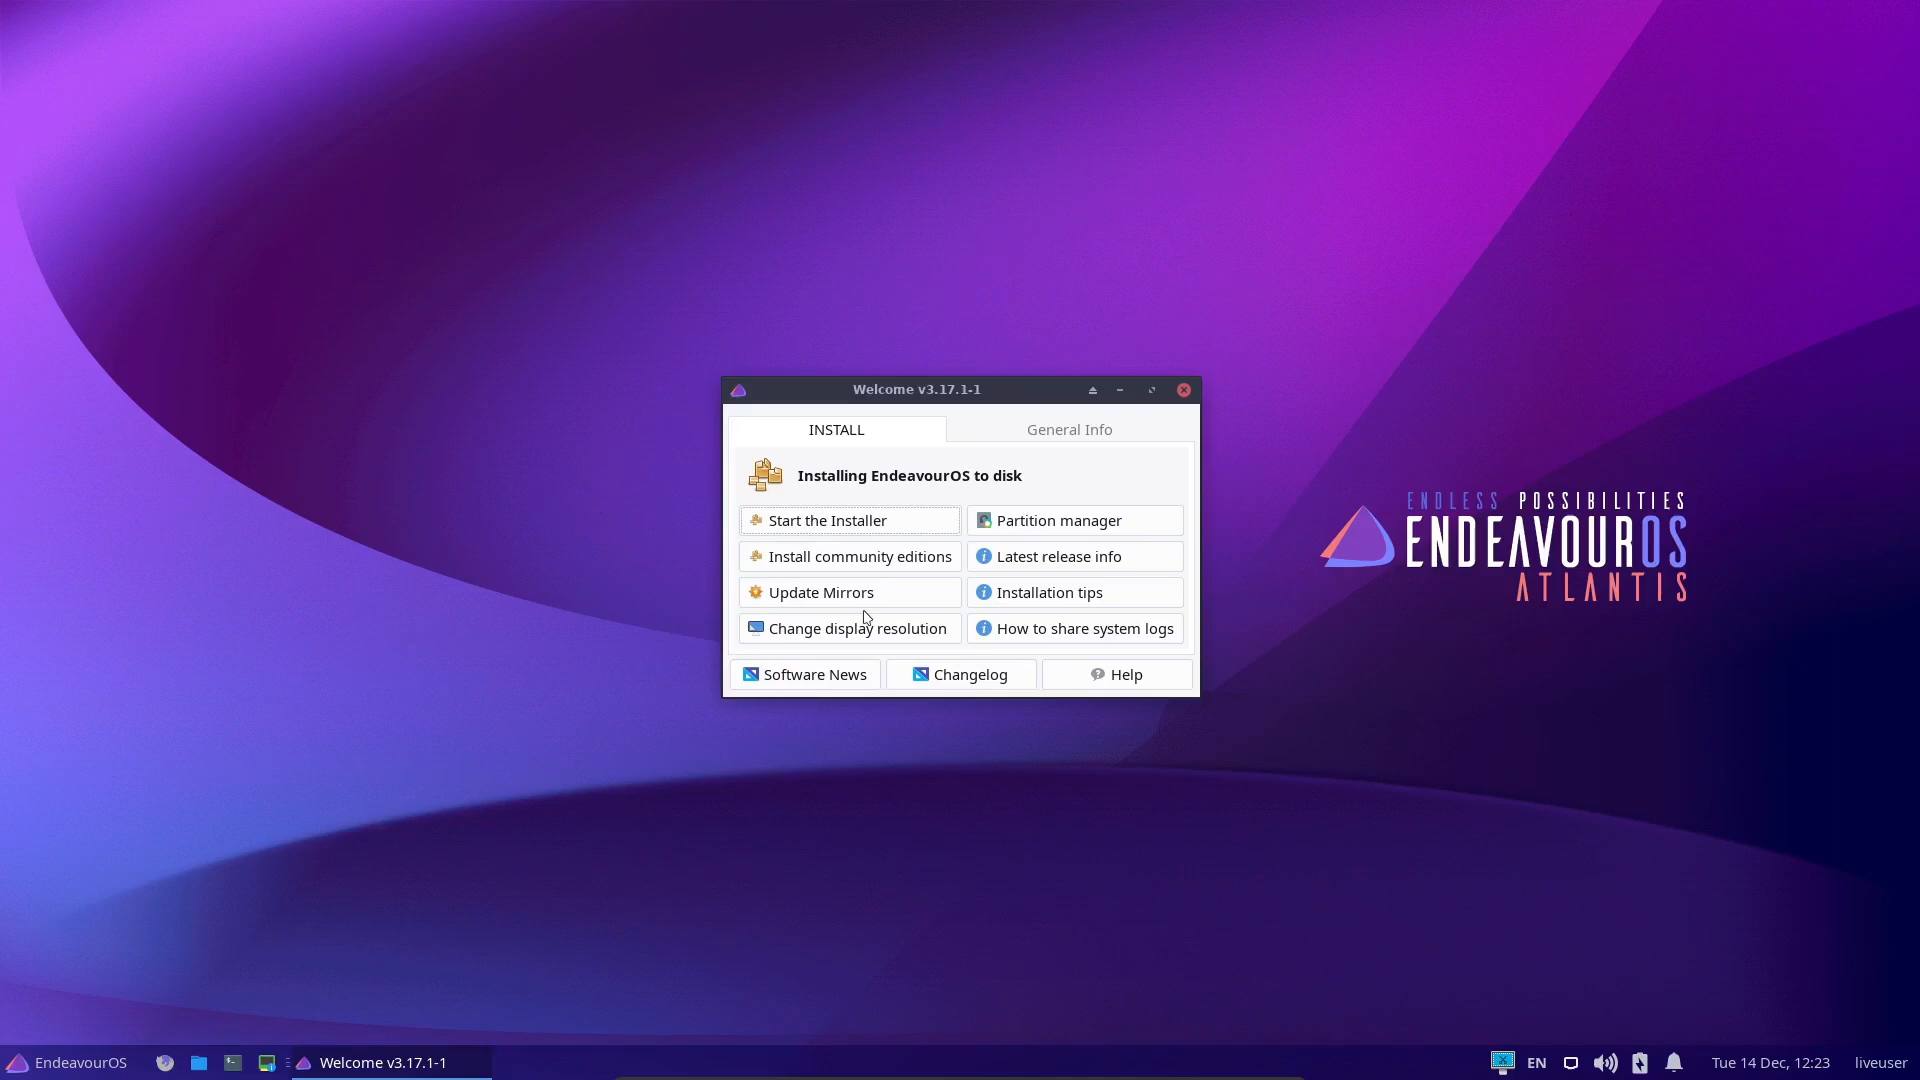 Welcome v3.17.1-1
INSTALL
General Info
Installing EndeavourOS to disk
Start the Installer
Partition manager
Install community editions
Latest release info
Update Mirrors
Installation tips
Change display resolution
How to share system logs
Software News
Changelog
Help
ENDLESS POSSIBILITIES
ENDEAVOUROS
ATLANTIS
EndeavourOS
Welcome v3.17.1-1
EN
Tue 14 Dec, 12:23
liveuser